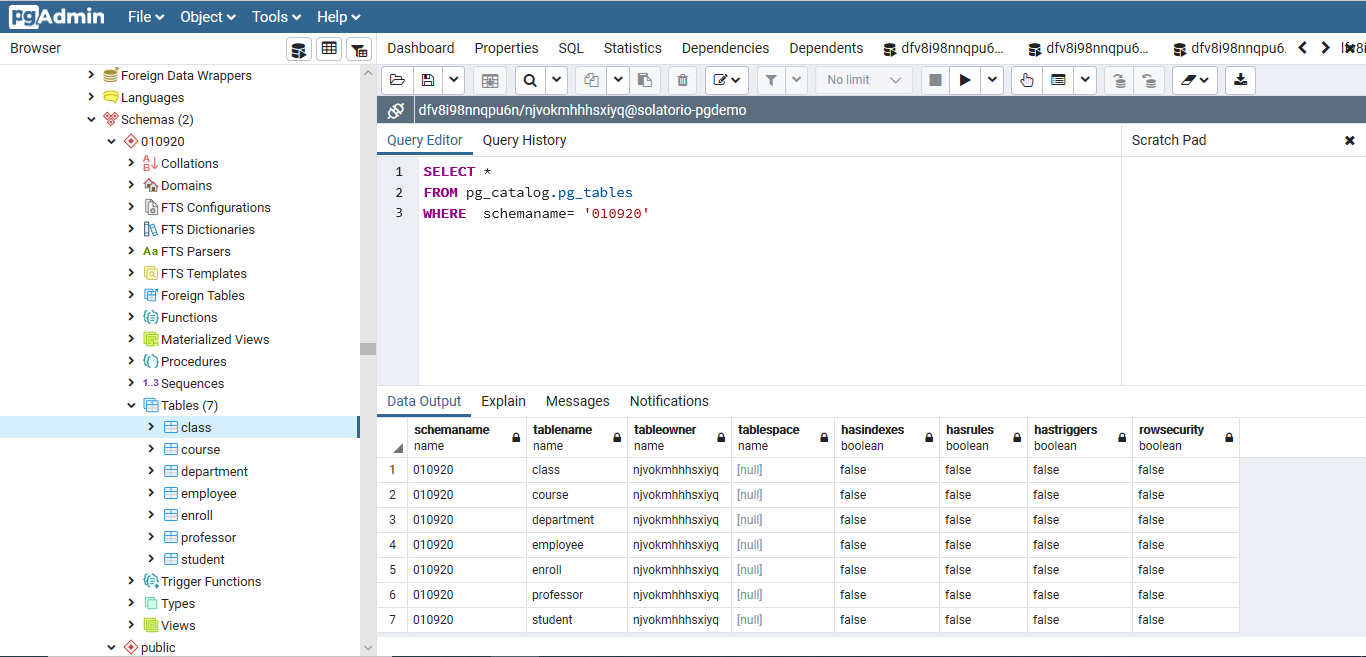 pgAdmin File Object Tools Help
Browser
Dashboard Properties SQL Statistics Dependencies Dependents dfv8i98nnqpu6... dfv8i98nnqpu6... dfv8i98nnqpu6.
Foreign Data Wrappers
Languages
Schemas (2)
010920
Collations
Domains
FTS Configurations
FTS Dictionaries
Aa FTS Parsers
FTS Templates
Foreign Tables
Functions
Materialized Views
Procedures
1..3 Sequences
Tables (7)
class
course
department
employee
enroll
professor
student
Trigger Functions
Types
Views
public
No limit
dfv8i98nnqpu6n/njvokmhhhsxiyq@solatorio-pgdemo
Query Editor Query History
Scratch Pad
1 SELECT *
2 FROM pg_catalog.pg_tables
3 WHERE schemaname= '010920'
Data Output Explain Messages Notifications
schemaname tablename tableowner tablespace hasindexes hasrules hastriggers rowsecurity
name name name name boolean boolean boolean boolean
1 010920 class njvokmhhhsxiyq [null] false false false false
2 010920 course njvokmhhhsxiyq [null] false false false false
3 010920 department njvokmhhhsxiyq [null] false false false false
4 010920 employee njvokmhhhsxiyq [null] false false false false
5 010920 enroll njvokmhhhsxiyq [null] false false false false
6 010920 professor njvokmhhhsxiyq [null] false false false false
7 010920 student njvokmhhhsxiyq [null] false false false false